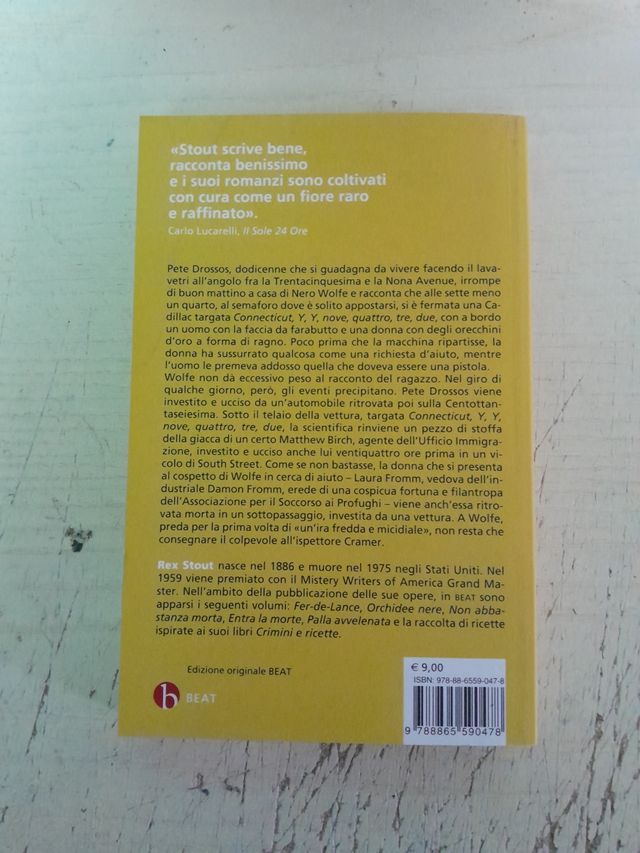 «Stout scrive bene,
racconta benissimo
e i suoi romanzi sono coltivati
con cura come un fiore raro
e raffinato».
Carlo Lucarelli, Il Sole 24 Ore
Pete Drossos, dodicenne che si guadagna da vivere facendo il lava-
vetri all'angolo fra la Trentacinquesima e la Nona Avenue, irrompe
di buon mattino a casa di Nero Wolfe e racconta che alle sette meno
un quarto, al semaforo dove è solito appostarsi, si è fermata una Ca-
dillac targata Connecticut, Y, Y, nove, quattro, tre, due, con a bordo
un uomo con la faccia da farabutto e una donna con degli orecchini
d'oro a forma di ragno. Poco prima che la macchina ripartisse, la
donna ha sussurrato qualcosa come una richiesta d'aiuto, mentre
l'uomo le premeva addosso quella che doveva essere una pistola.
Wolfe non dà eccessivo peso al racconto del ragazzo. Nel giro di
qualche giorno, però, gli eventi precipitano. Pete Drossos viene
investito e ucciso da un'automobile ritrovata poi sulla Centottan-
taseiesima. Sotto il telaio della vettura, targata Connecticut, Y, Y,
nove, quattro, tre, due, la scientifica rinviene un pezzo di stoffa
della giacca di un certo Matthew Birch, agente dell'Ufficio Immigra-
zione, investito e ucciso anche lui ventiquattro ore prima in un vi-
colo di South Street. Come se non bastasse, la donna che si presenta
al cospetto di Wolfe in cerca di aiuto – Laura Fromm, vedova dell'in-
dustriale Damon Fromm, erede di una cospicua fortuna e filantropa
dell'Associazione per il Soccorso ai Profughi – viene anch'essa ritro-
vata morta in un sottopassaggio, investita da una vettura. A Wolfe,
preda per la prima volta di «un'ira fredda e micidiale», non resta che
consegnare il colpevole all'ispettore Cramer.
Rex Stout nasce nel 1886 e muore nel 1975 negli Stati Uniti. Nel
1959 viene premiato con il Mistery Writers of America Grand Ma-
ster. Nell'ambito della pubblicazione delle sue opere, in BEAT sono
apparsi i seguenti volumi: Fer-de-Lance, Orchidee nere, Non abba-
stanza morta, Entra la morte, Palla avvelenata e la raccolta di ricette
ispirate ai suoi libri Crimini e ricette.
Edizione originale BEAT
b BEAT
€ 9,00
ISBN: 978-88-6559-047-8
9 788865 590478